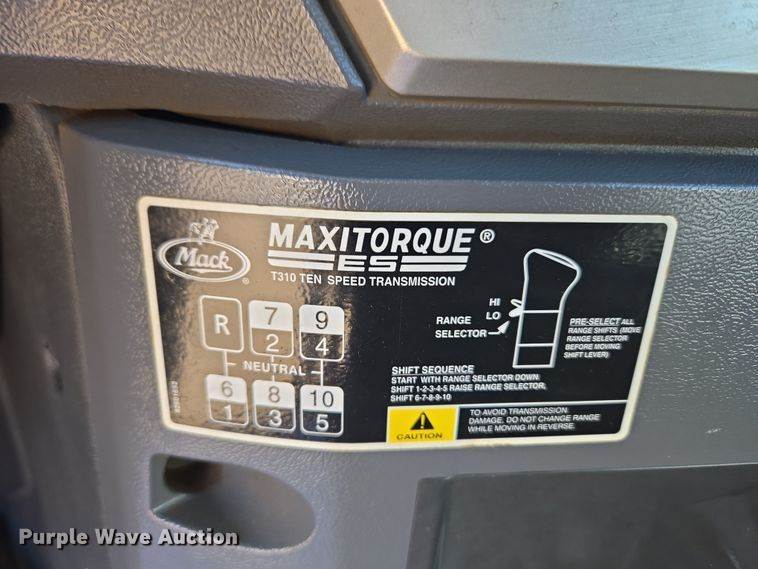 Mack
®
MAXITORQUE®
ES
T310 TEN SPEED TRANSMISSION
R 7 9
2 4
NEUTRAL
6 8 10
1 3 5
HI
LO
RANGE
SELECTOR
PRE-SELECT ALL
RANGE SHIFTS (MOVE
RANGE SELECTOR
BEFORE MOVING
SHIFT LEVER)
SHIFT SEQUENCE
START WITH RANGE SELECTOR DOWN.
SHIFT 1-2-3-4-5 RAISE RANGE SELECTOR,
SHIFT 6-7-8-9-10
CAUTION
TO AVOID TRANSMISSION
DAMAGE, DO NOT CHANGE RANGE
WHILE MOVING IN REVERSE.
Purple Wave Auction